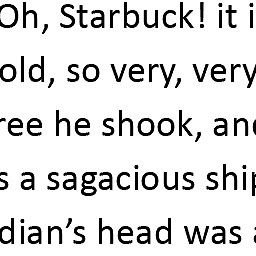 Oh, Starbuck! it i
old, so very, very
ree he shook, and
s a sagacious ship
dian’s head was a